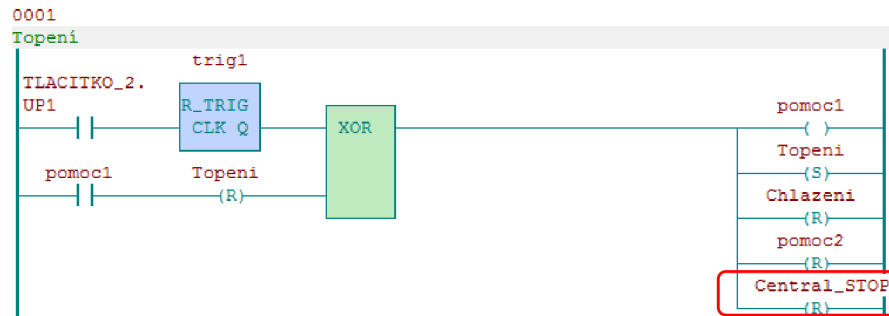 0001
Topení
trig1
TLACITKO_2.
UP1
R_TRIG
CLK Q
XOR
pomoc1
( )
pomoc1
Topeni
(R)
Topeni
(S)
Chlazeni
(R)
pomoc2
(R)
Central_STOP
(R)